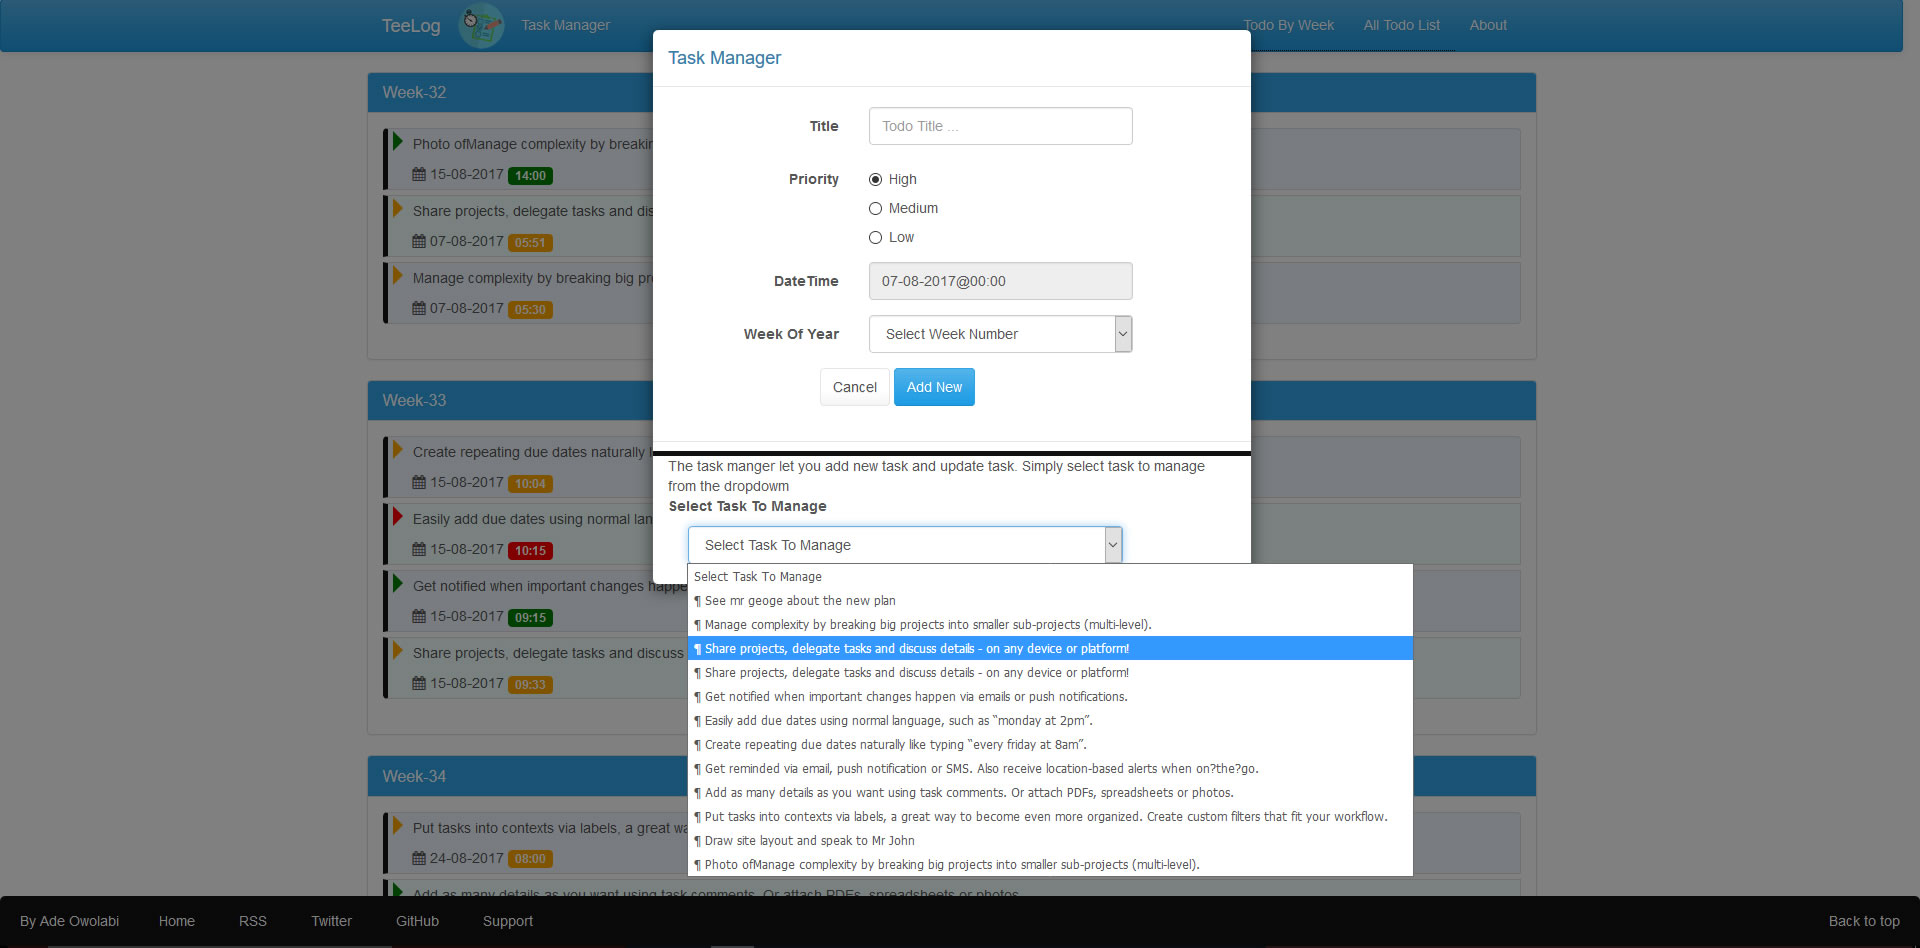 TeeLog Task Manager Todo By Week All Todo List About
Week-32
Photo ofManage complexity by
15-08-2017 14:00
Share projects, delegate tasks and
07-08-2017 05:51
Manage complexity by breaking big
07-08-2017 05:30
Week-33
Create repeating due dates naturally
15-08-2017 10:04
Easily add due dates using normal
15-08-2017 10:15
Get notified when important changes
15-08-2017 09:15
Share projects, delegate tasks and discuss
15-08-2017 09:33
Week-34
Put tasks into contexts via labels, a great
24-08-2017 08:00
Add as many details as you want using task comments. Or attach PDFs, spreadsheets or photos.
Task Manager
Title Todo Title ...
Priority High
Medium
Low
DateTime 07-08-2017@00:00
Week Of Year Select Week Number
Cancel Add New
The task manger let you add new task and update task. Simply select task to manage
from the dropdowm
Select Task To Manage
Select Task To Manage
Select Task To Manage
¶ See mr geoge about the new plan
¶ Manage complexity by breaking big projects into smaller sub-projects (multi-level).
¶ Share projects, delegate tasks and discuss details - on any device or platform!
¶ Share projects, delegate tasks and discuss details - on any device or platform!
¶ Get notified when important changes happen via emails or push notifications.
¶ Easily add due dates using normal language, such as “monday at 2pm”.
¶ Create repeating due dates naturally like typing “every friday at 8am”.
¶ Get reminded via email, push notification or SMS. Also receive location-based alerts when on?the?go.
¶ Add as many details as you want using task comments. Or attach PDFs, spreadsheets or photos.
¶ Put tasks into contexts via labels, a great way to become even more organized. Create custom filters that fit your workflow.
¶ Draw site layout and speak to Mr John
¶ Photo ofManage complexity by breaking big projects into smaller sub-projects (multi-level).
By Ade Owolabi Home RSS Twitter GitHub Support Back to top